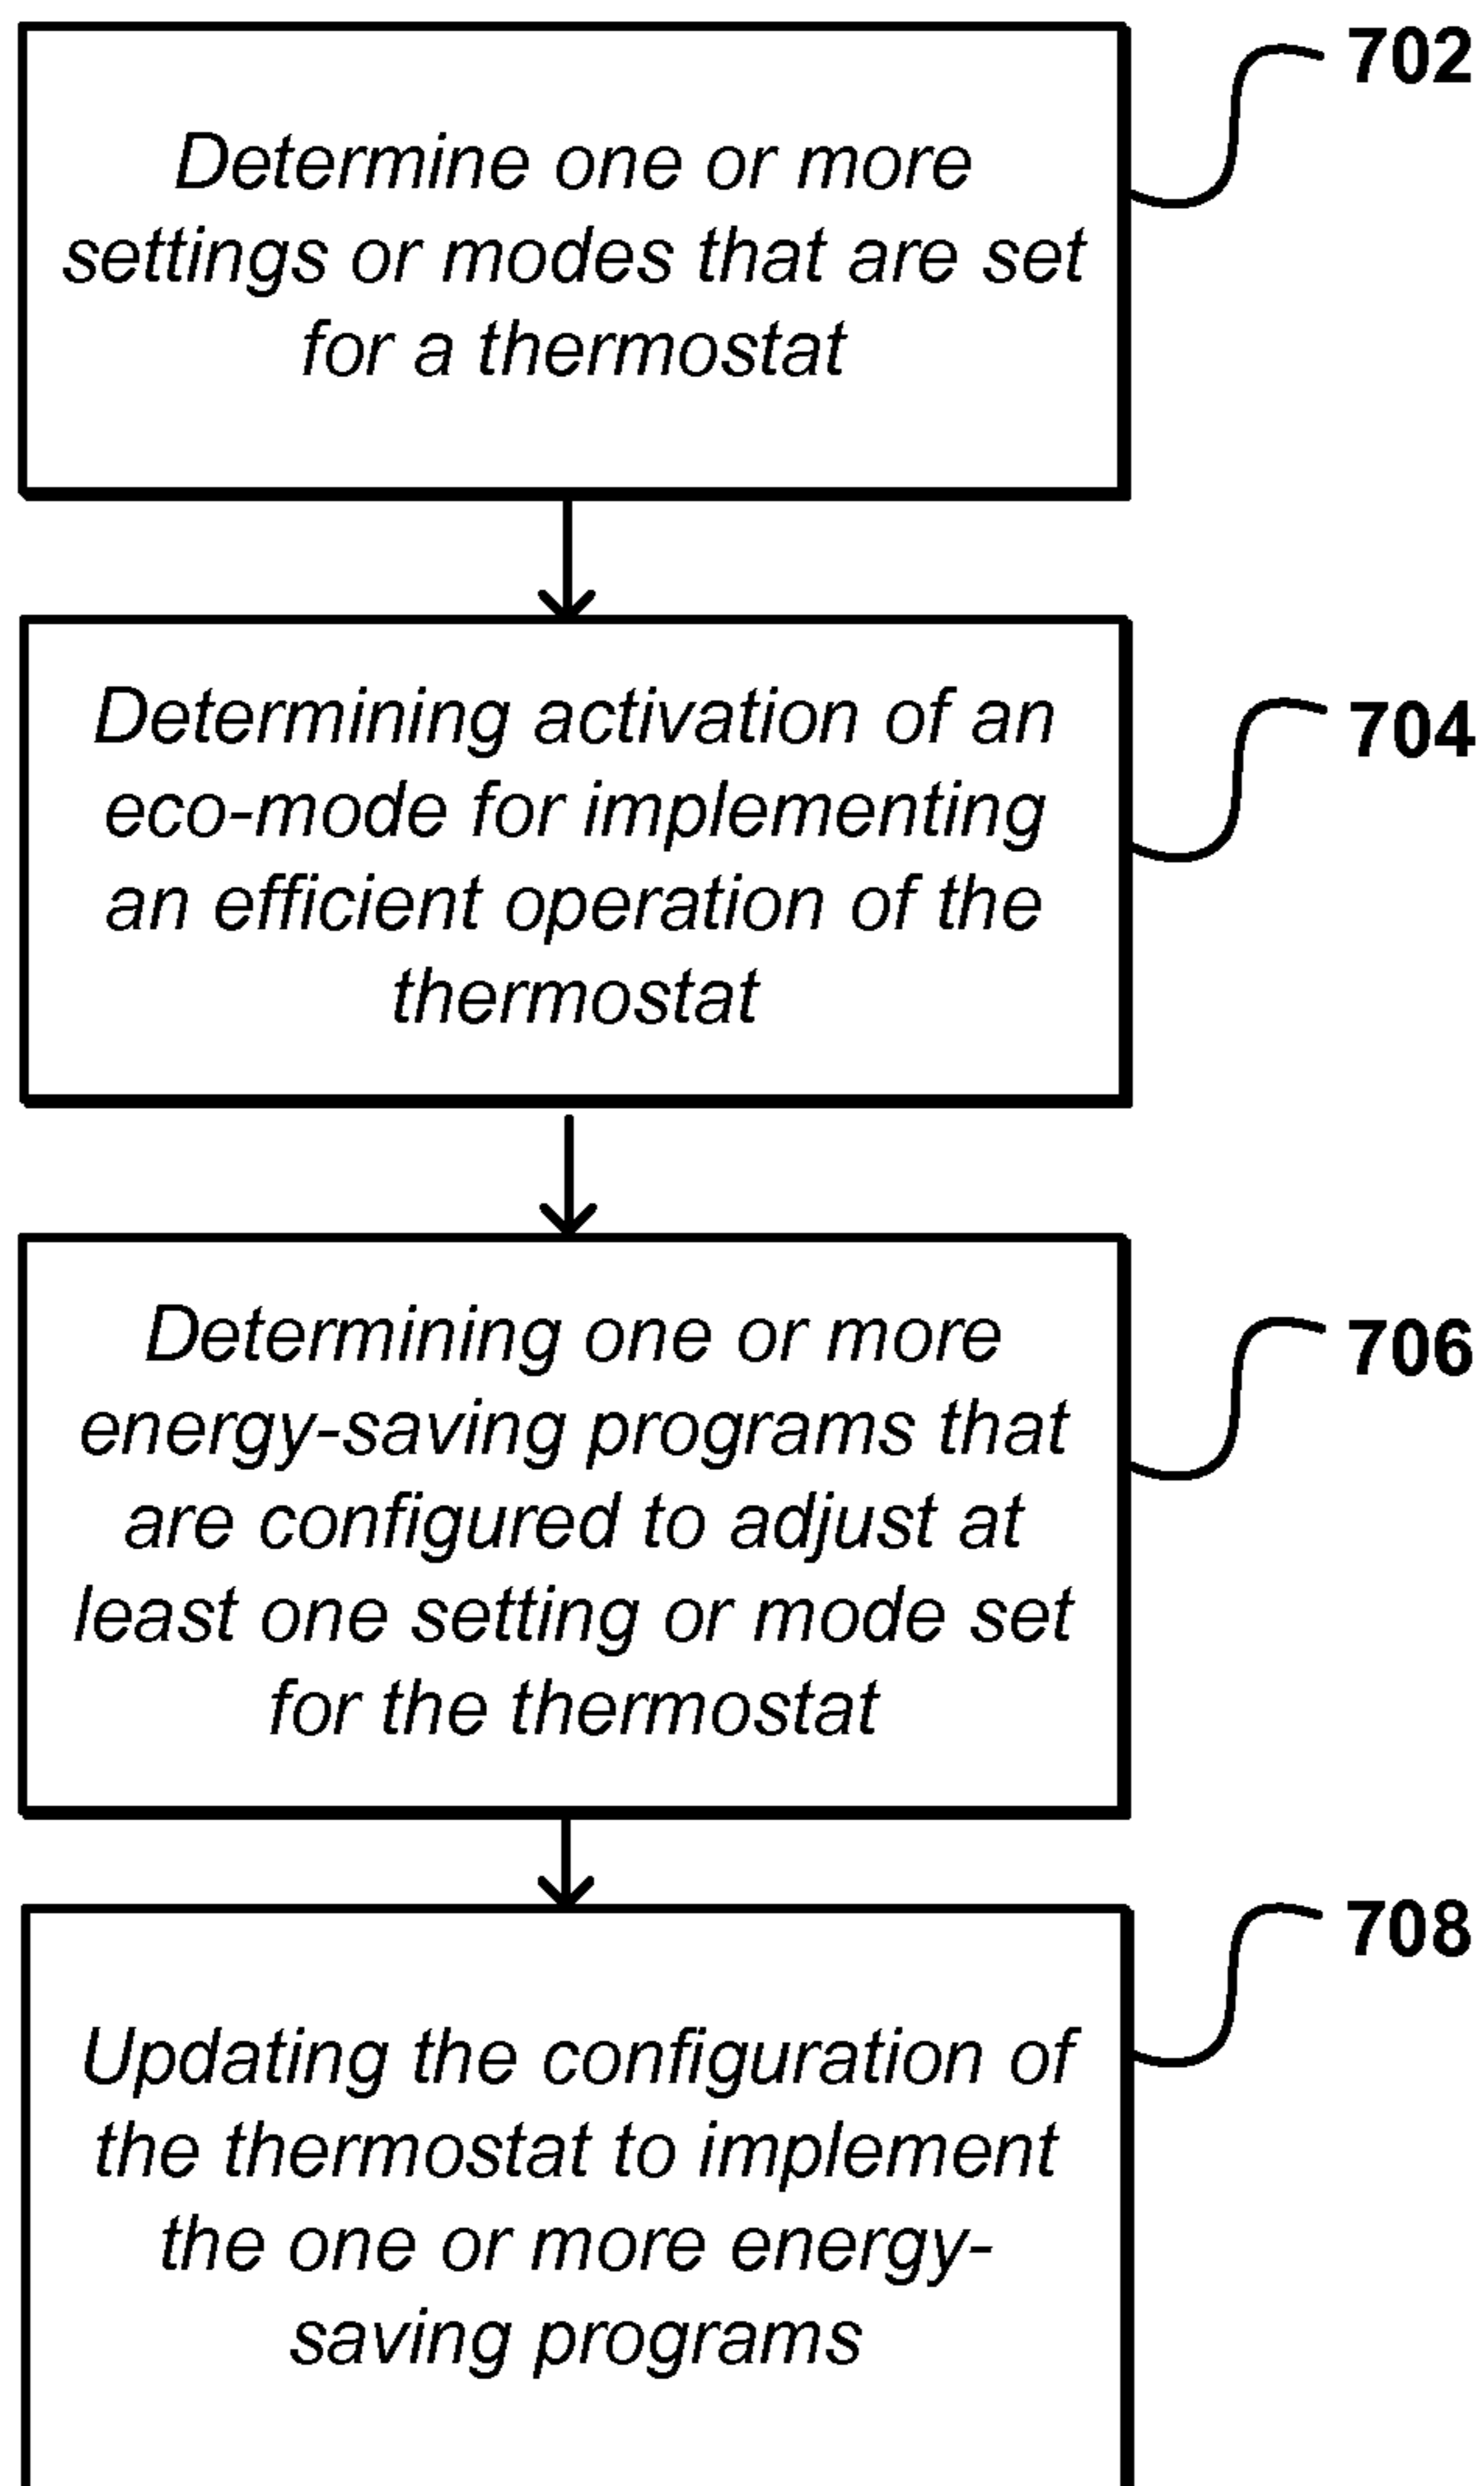 702
Determine one or more
settings or modes that are set
for a thermostat
704
Determining activation of an
eco-mode for implementing
an efficient operation of the
thermostat
706
Determining one or more
energy-saving programs that
are configured to adjust at
least one setting or mode set
for the thermostat
708
Updating the configuration of
the thermostat to implement
the one or more energy-
saving programs